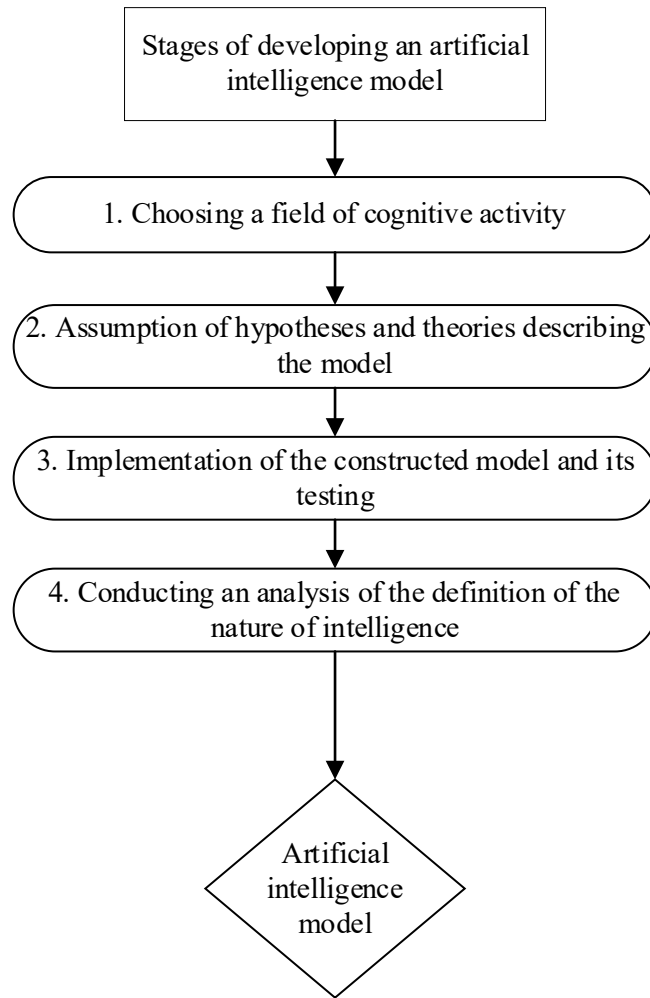 Stages of developing an artificial
intelligence model
1. Choosing a field of cognitive activity
2. Assumption of hypotheses and theories describing
the model
3. Implementation of the constructed model and its
testing
4. Conducting an analysis of the definition of the
nature of intelligence
Artificial
intelligence
model